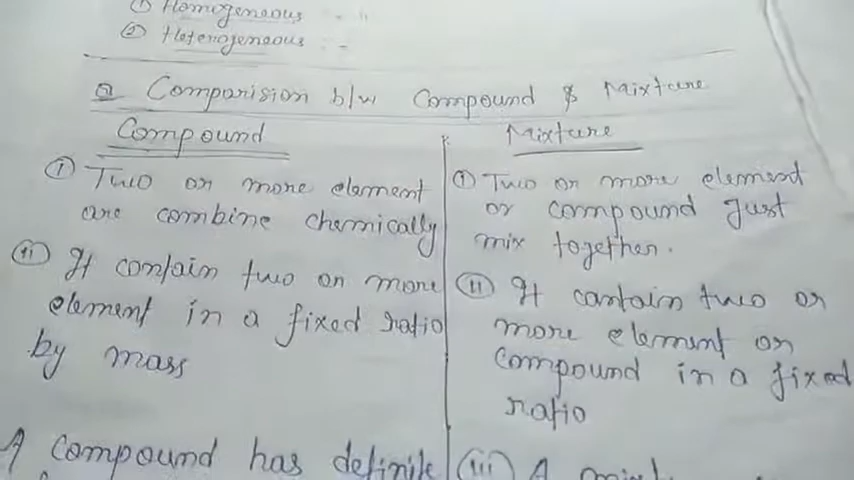 ① Homogeneous
② Heterogeneous
Q Comparision b/w Compound & Mixture
Compound
① Two or more element
are combine chemically
(ii) It contain two or more
element in a fixed ratio
by mass
A compound has definite
Mixture
① Two or more element
or compound Just
mix together.
(ii) It contain two or
more element or
compound in a fixed
ratio
(iii) A